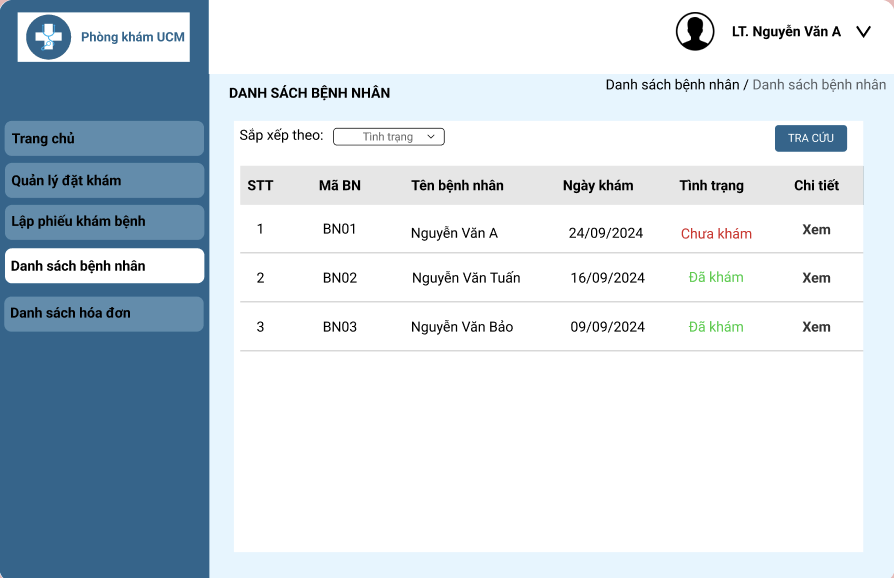 Phòng khám UCM
LT. Nguyễn Văn A
DANH SÁCH BỆNH NHÂN
Danh sách bệnh nhân / Danh sách bệnh nhân
Trang chủ
Quản lý đặt khám
Lập phiếu khám bệnh
Danh sách bệnh nhân
Danh sách hóa đơn
Sắp xếp theo: Tình trạng
TRA CỨU
STT Mã BN Tên bệnh nhân Ngày khám Tình trạng Chi tiết
1 BN01 Nguyễn Văn A 24/09/2024 Chưa khám Xem
2 BN02 Nguyễn Văn Tuấn 16/09/2024 Đã khám Xem
3 BN03 Nguyễn Văn Bảo 09/09/2024 Đã khám Xem